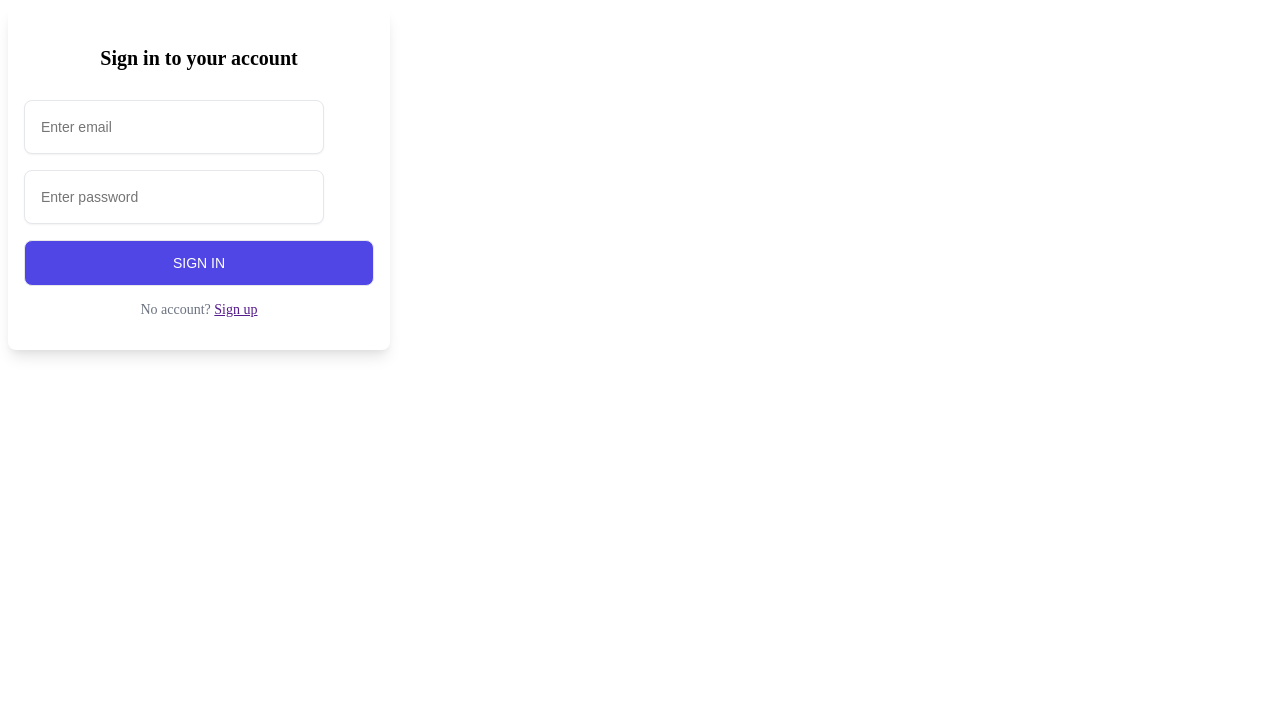 Sign in to your account
Enter email
Enter password
SIGN IN
No account? Sign up